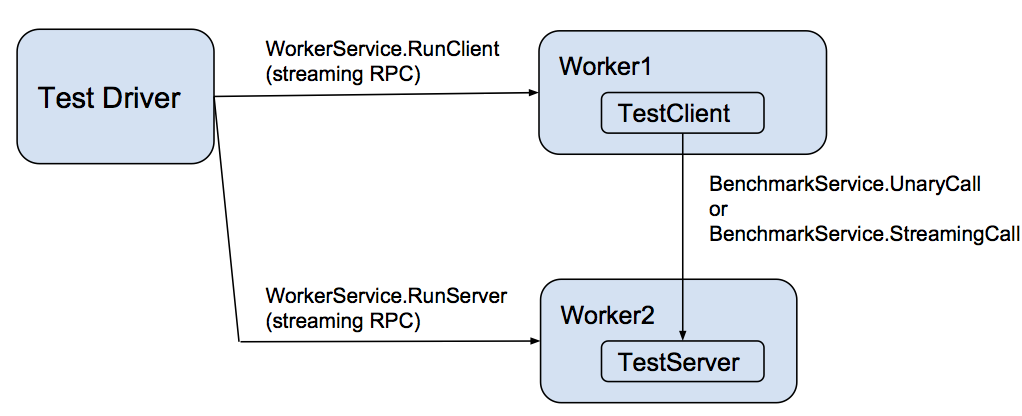 Test Driver
WorkerService.RunClient
(streaming RPC)
Worker1
TestClient
BenchmarkService.UnaryCall
or
BenchmarkService.StreamingCall
WorkerService.RunServer
(streaming RPC)
Worker2
TestServer